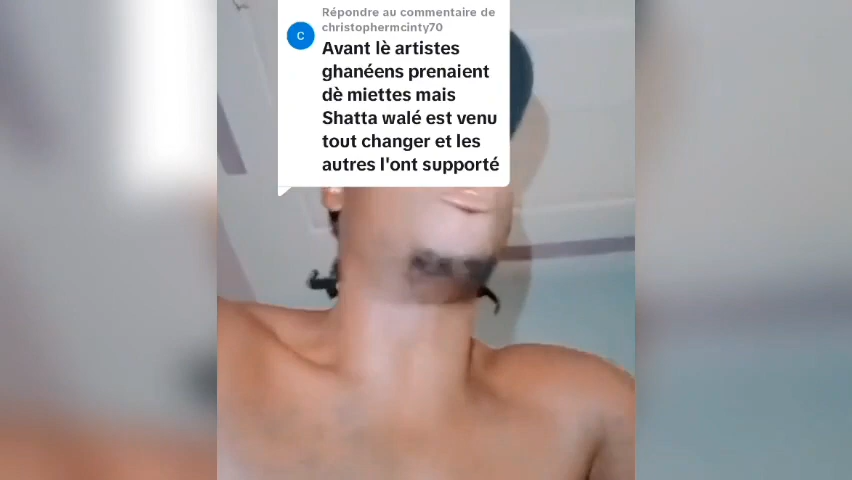 Répondre au commentaire de
christophermcinty70
C
Avant lè artistes
ghanéens prenaient
dè miettes mais
Shatta walé est venu
tout changer et les
autres l'ont supporté